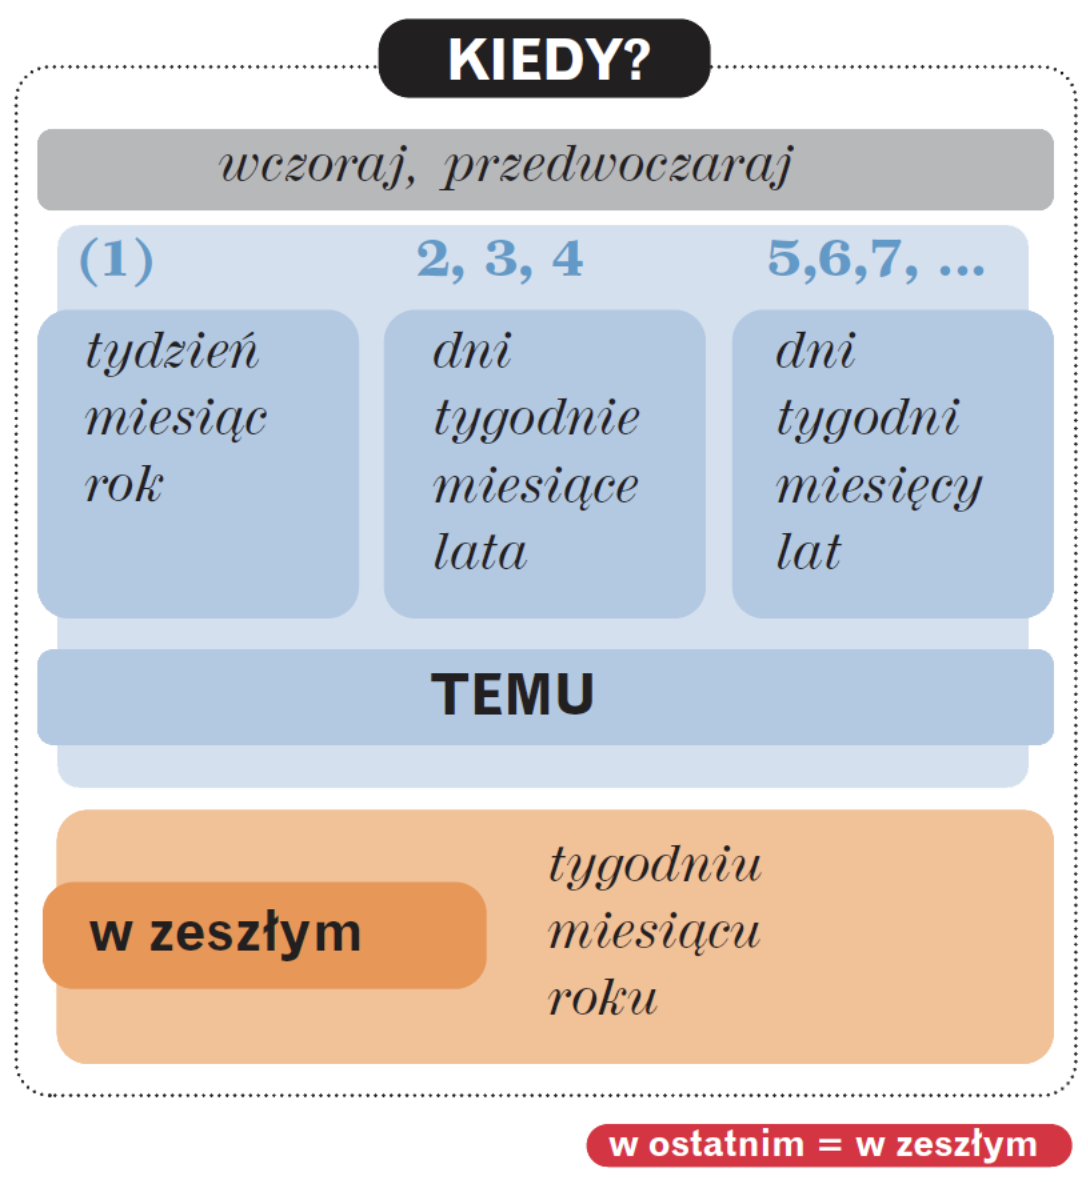 KIEDY?
wczoraj, przedwoczaraj
(1)
2, 3, 4
5,6,7, ...
tydzień
miesiąc
rok
dni
tygodnie
miesiące
lata
dni
tygodni
miesięcy
lat
TEMU
w zeszłym
tygodniu
miesiącu
roku
w ostatnim = w zeszłym